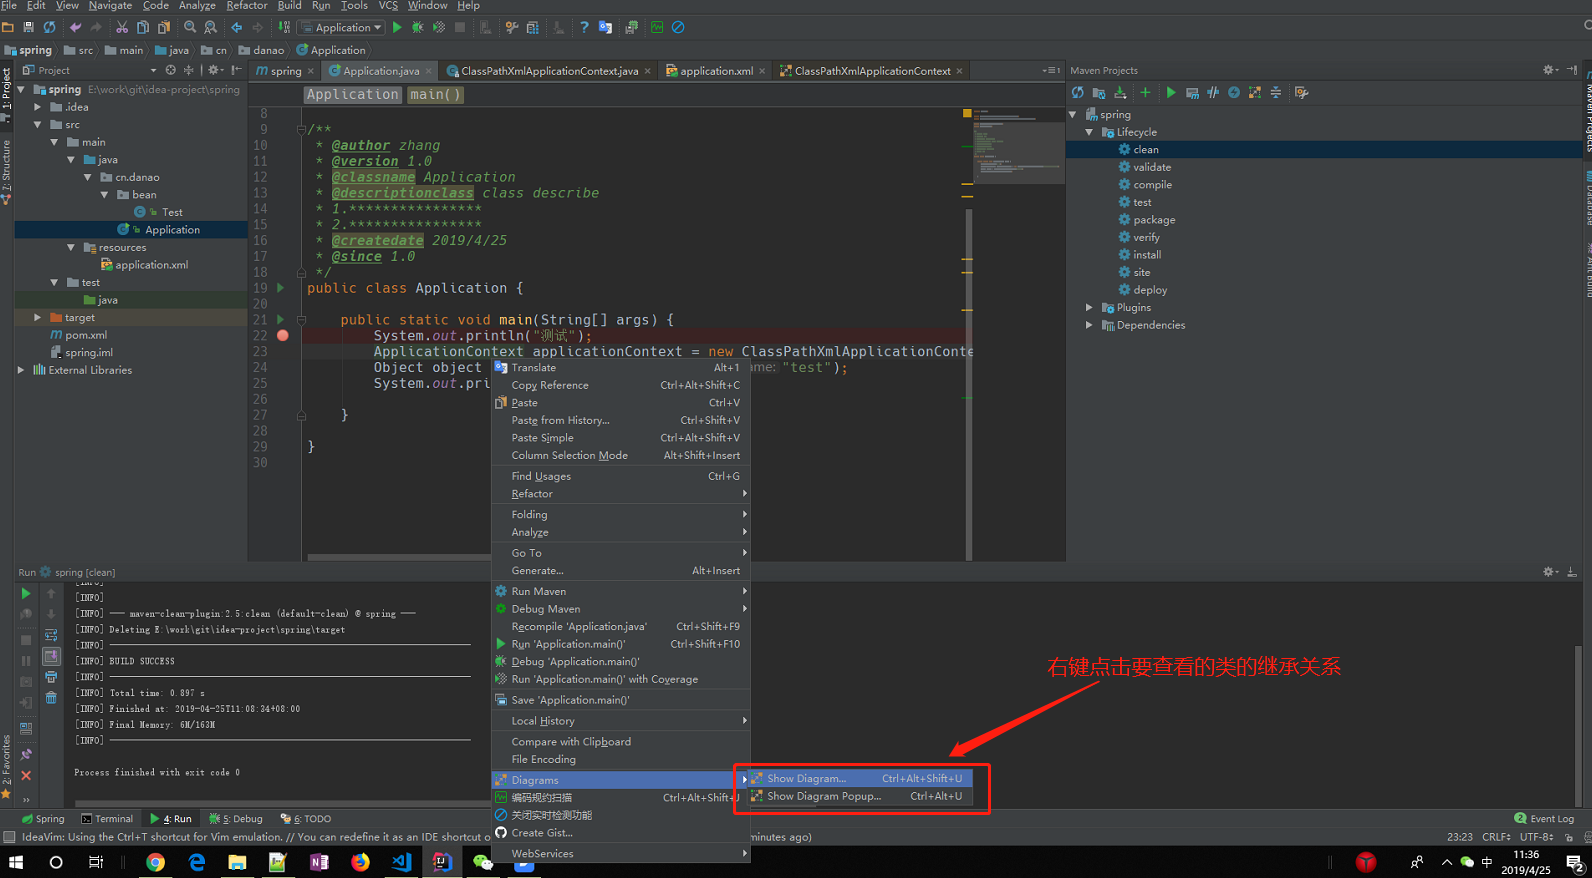 File Edit View Navigate Code Analyze Refactor Build Run Tools VCS Window Help
Application
spring src main java cn danao Application
Project
spring Application.java ClassPathXmlApplicationContext.java application.xml ClassPathXmlApplicationContext
Maven Projects
1: Project
7: Structure
2: Favorites
spring E:\work\git\idea-project\spring
.idea
src
main
java
cn.danao
bean
Test
Application
resources
application.xml
test
java
target
pom.xml
spring.iml
External Libraries
Application main()
8
9 /**
10 * @author zhang
11 * @version 1.0
12 * @classname Application
13 * @descriptionclass class describe
14 * 1.****************
15 * 2.****************
16 * @createdate 2019/4/25
17 * @since 1.0
18 */
19 public class Application {
20
21 public static void main(String[] args) {
22 System.out.println("测试");
23 ApplicationContext applicationContext = new ClassPathXmlApplicationConte
24 Object object ame: "test");
25 System.out.pri
26
27 }
28
29 }
30
spring
Lifecycle
clean
validate
compile
test
package
verify
install
site
deploy
Plugins
Dependencies
Maven Projects
Database
Ant Build
Translate Alt+1
Copy Reference Ctrl+Alt+Shift+C
Paste Ctrl+V
Paste from History... Ctrl+Shift+V
Paste Simple Ctrl+Alt+Shift+V
Column Selection Mode Alt+Shift+Insert
Find Usages Ctrl+G
Refactor
Folding
Analyze
Go To
Generate... Alt+Insert
Run Maven
Debug Maven
Recompile 'Application.java' Ctrl+Shift+F9
Run 'Application.main()' Ctrl+Shift+F10
Debug 'Application.main()'
Run 'Application.main()' with Coverage
Save 'Application.main()'
Local History
Compare with Clipboard
File Encoding
Diagrams
编码规约扫描 Ctrl+Alt+Shift+J
关闭实时检测功能
Create Gist...
WebServices
Show Diagram... Ctrl+Alt+Shift+U
Show Diagram Popup... Ctrl+Alt+U
右键点击要查看的类的继承关系
Run spring [clean]
[INFO]
[INFO]
[INFO] --- maven-clean-plugin:2.5:clean (default-clean) @ spring ---
[INFO] Deleting E:\work\git\idea-project\spring\target
[INFO]
[INFO] BUILD SUCCESS
[INFO]
[INFO] Total time: 0.897 s
[INFO] Finished at: 2019-04-25T11:08:34+08:00
[INFO] Final Memory: 6M/163M
[INFO]
Process finished with exit code 0
Spring Terminal 4: Run 5: Debug 6: TODO
2 Event Log
IdeaVim: Using the Ctrl+T shortcut for Vim emulation. // You can redefine it as an IDE shortcut o minutes ago)
23:23 CRLF UTF-8
中
11:36
2019/4/25
2